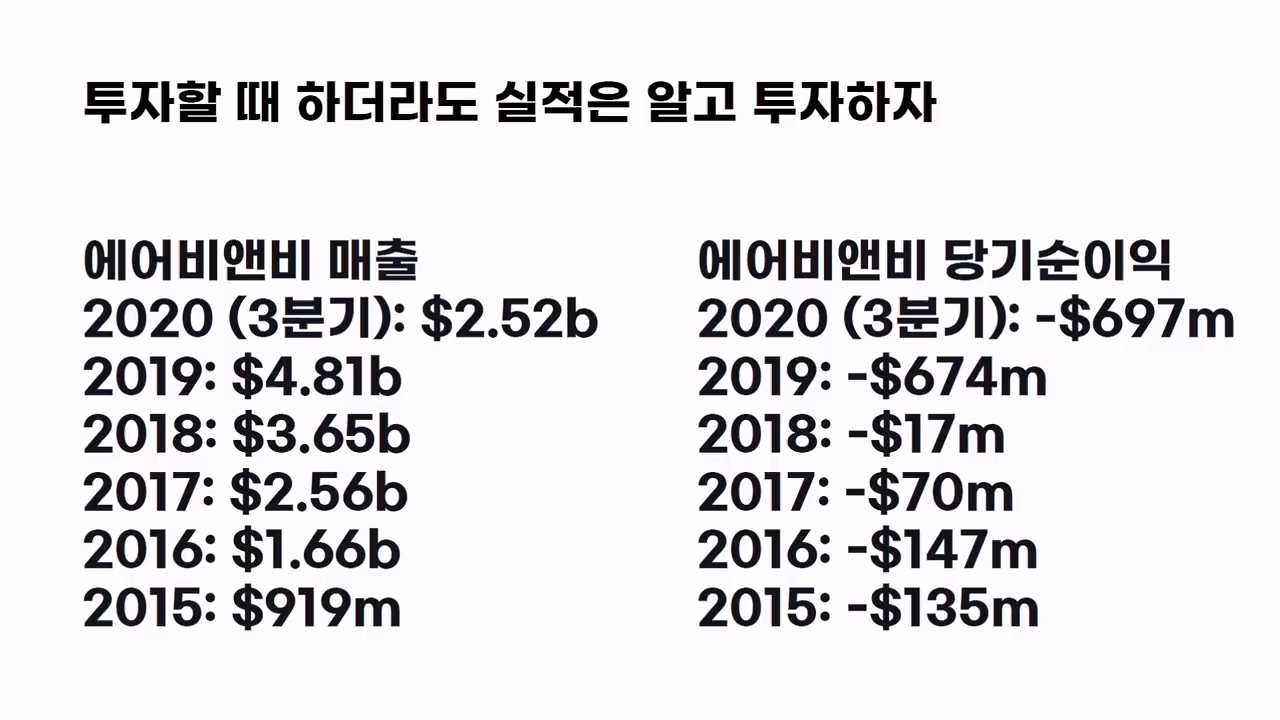 투자할 때 하더라도 실적은 알고 투자하자
에어비앤비 매출
2020 (3분기): $2.52b
2019: $4.81b
2018: $3.65b
2017: $2.56b
2016: $1.66b
2015: $919m
에어비앤비 당기순이익
2020 (3분기): -$697m
2019: -$674m
2018: -$17m
2017: -$70m
2016: -$147m
2015: -$135m